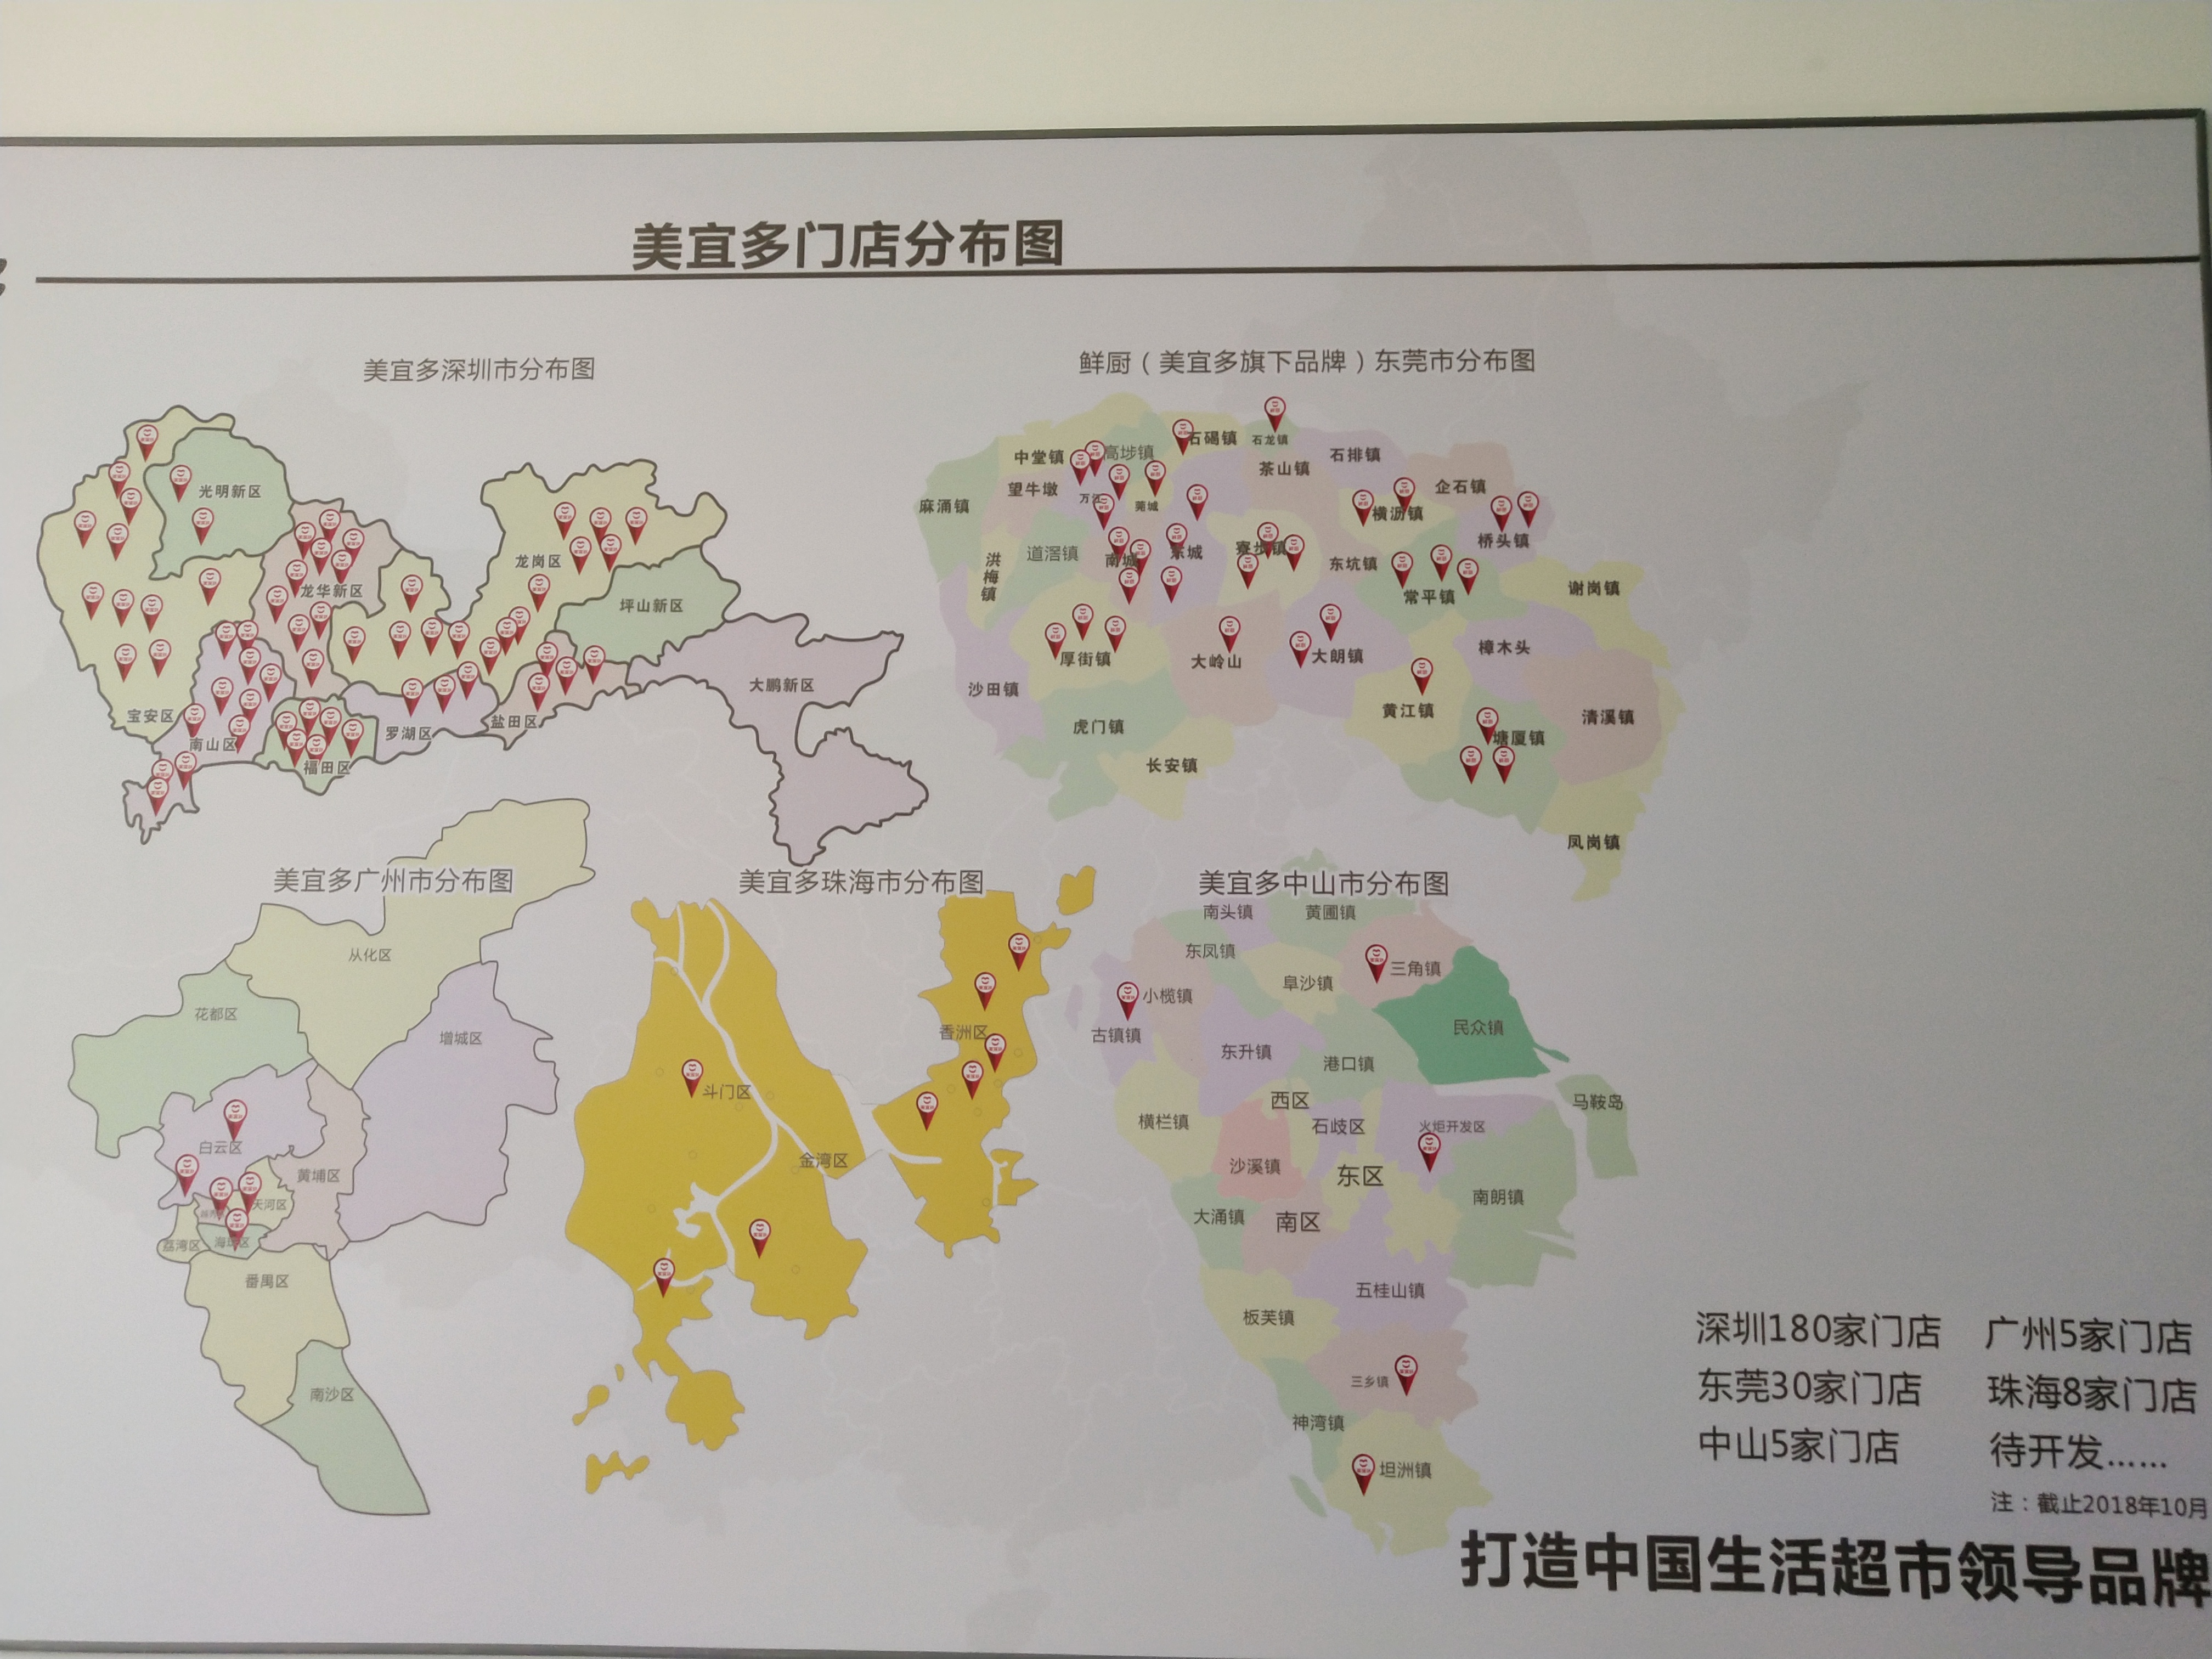 美宜多门店分布图
美宜多深圳市分布图
光明新区
龙岗区
龙华新区
坪山新区
大鹏新区
宝安区
南山区
福田区
罗湖区
盐田区
鲜厨（美宜多旗下品牌）东莞市分布图
石碣镇
石龙镇
中堂镇
高埗镇
石排镇
茶山镇
望牛墩
企石镇
麻涌镇
莞城
横沥镇
桥头镇
道滘镇
南城
东城
寮步镇
东坑镇
洪梅镇
常平镇
谢岗镇
厚街镇
大岭山
大朗镇
樟木头
沙田镇
黄江镇
清溪镇
虎门镇
塘厦镇
长安镇
凤岗镇
美宜多广州市分布图
从化区
花都区
增城区
白云区
黄埔区
天河区
荔湾区
海珠区
番禺区
南沙区
美宜多珠海市分布图
香洲区
斗门区
金湾区
美宜多中山市分布图
南头镇
黄圃镇
东凤镇
三角镇
阜沙镇
小榄镇
民众镇
古镇镇
东升镇
港口镇
西区
马鞍岛
横栏镇
石歧区
火炬开发区
沙溪镇
东区
南朗镇
大涌镇
南区
五桂山镇
板芙镇
三乡镇
神湾镇
坦洲镇
深圳180家门店 广州5家门店
东莞30家门店 珠海8家门店
中山5家门店 待开发……
注：截止2018年10月
打造中国生活超市领导品牌